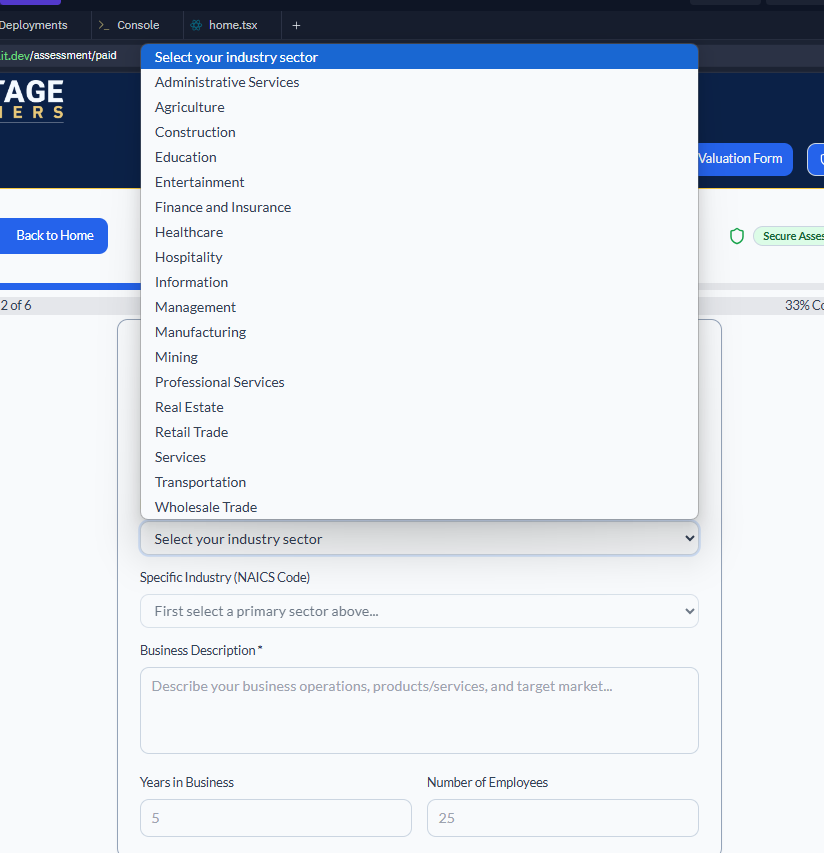 Deployments
Console
home.tsx
it.dev/assessment/paid
TAGE
NERS
Valuation Form
Back to Home
Secure Asses
2 of 6
33% Co
Select your industry sector
Administrative Services
Agriculture
Construction
Education
Entertainment
Finance and Insurance
Healthcare
Hospitality
Information
Management
Manufacturing
Mining
Professional Services
Real Estate
Retail Trade
Services
Transportation
Wholesale Trade
Select your industry sector
Specific Industry (NAICS Code)
First select a primary sector above...
Business Description *
Describe your business operations, products/services, and target market...
Years in Business
Number of Employees
5
25